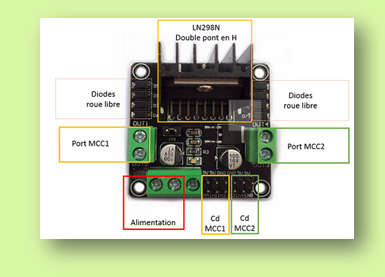 LN298N
Double pont en H
Diodes
roue libre
Diodes
roue libre
OUT1
Port MCC1
Port MCC2
Alimentation
Cd
MCC1
Cd
MCC2